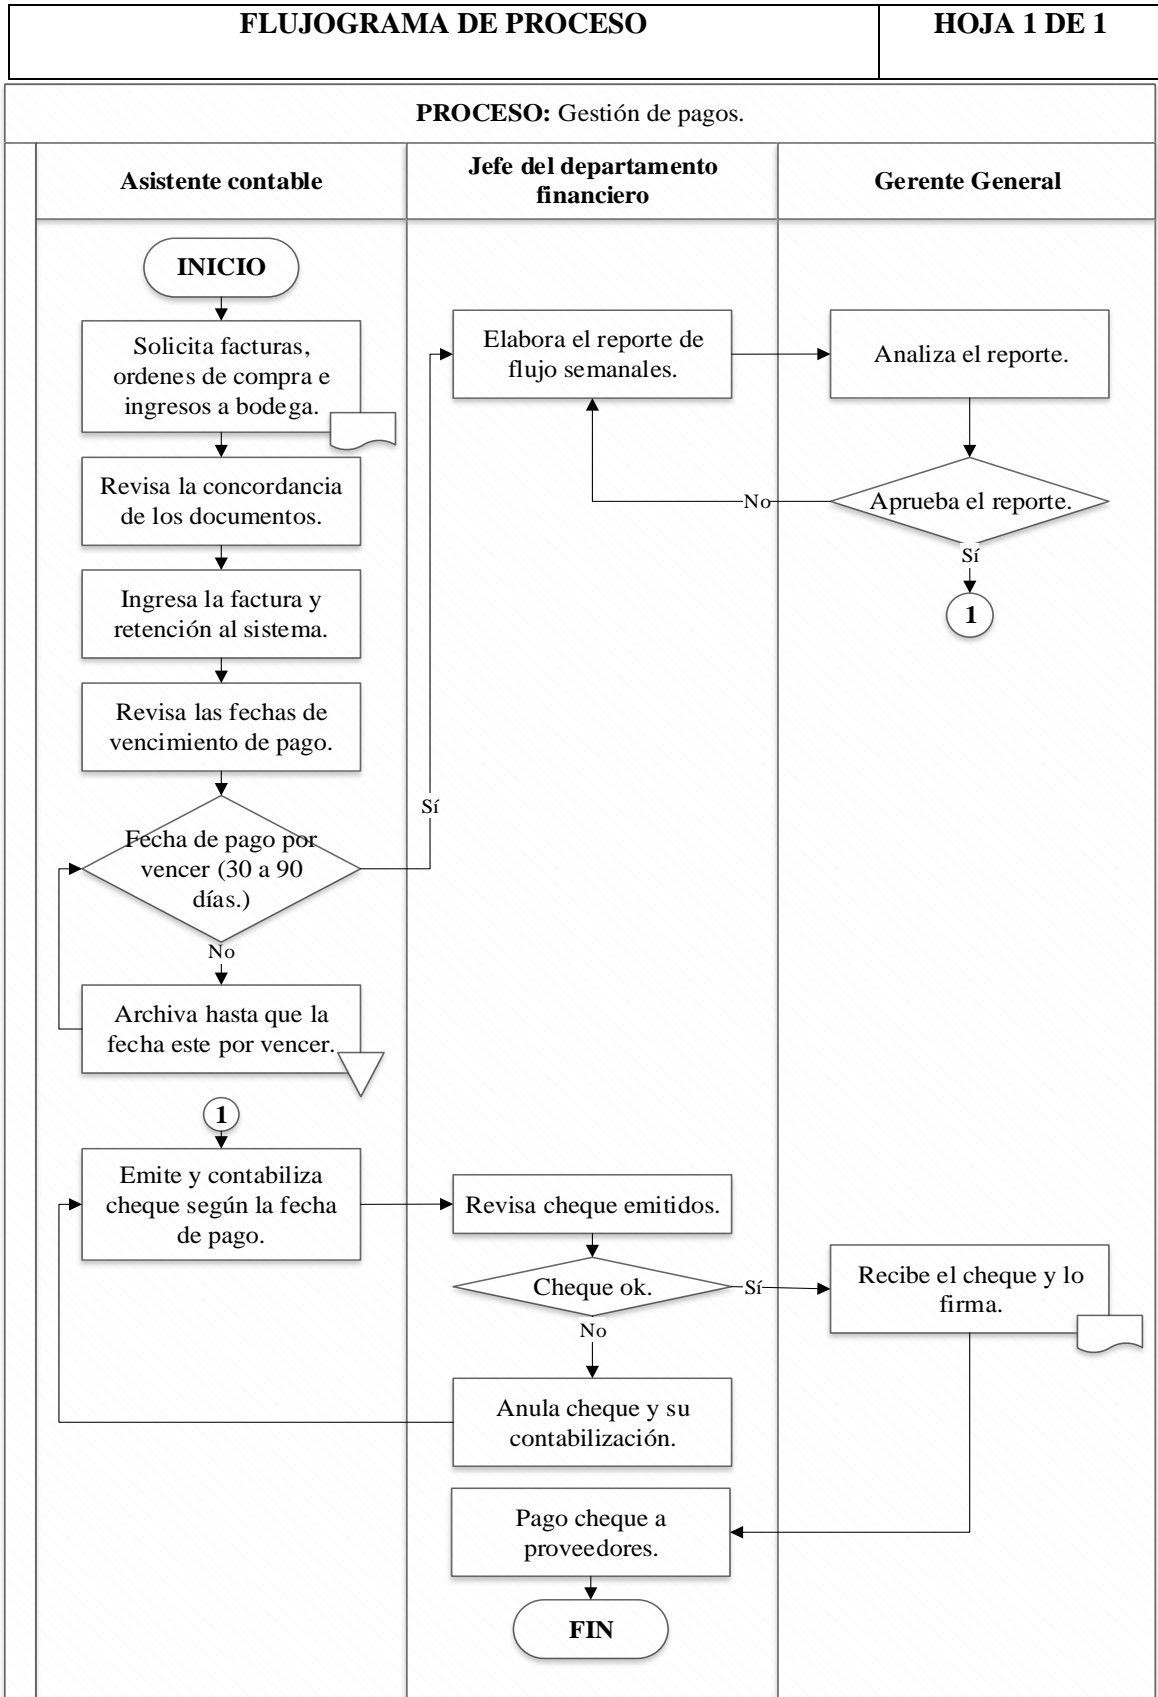 FLUJOGRAMA DE PROCESO
HOJA 1 DE 1
PROCESO: Gestión de pagos.
Asistente contable
Jefe del departamento
financiero
Gerente General
INICIO
Solicita facturas,
ordenes de compra e
ingresos a bodega.
Revisa la concordancia
de los documentos.
Ingresa la factura y
retención al sistema.
Revisa las fechas de
vencimiento de pago.
Fecha de pago por
vencer (30 a 90
días.)
Sí
No
Archiva hasta que la
fecha este por vencer.
Elabora el reporte de
flujo semanales.
Analiza el reporte.
Aprueba el reporte.
No
Sí
1
1
Emite y contabiliza
cheque según la fecha
de pago.
Revisa cheque emitidos.
Cheque ok.
Sí
No
Recibe el cheque y lo
firma.
Anula cheque y su
contabilización.
Pago cheque a
proveedores.
FIN